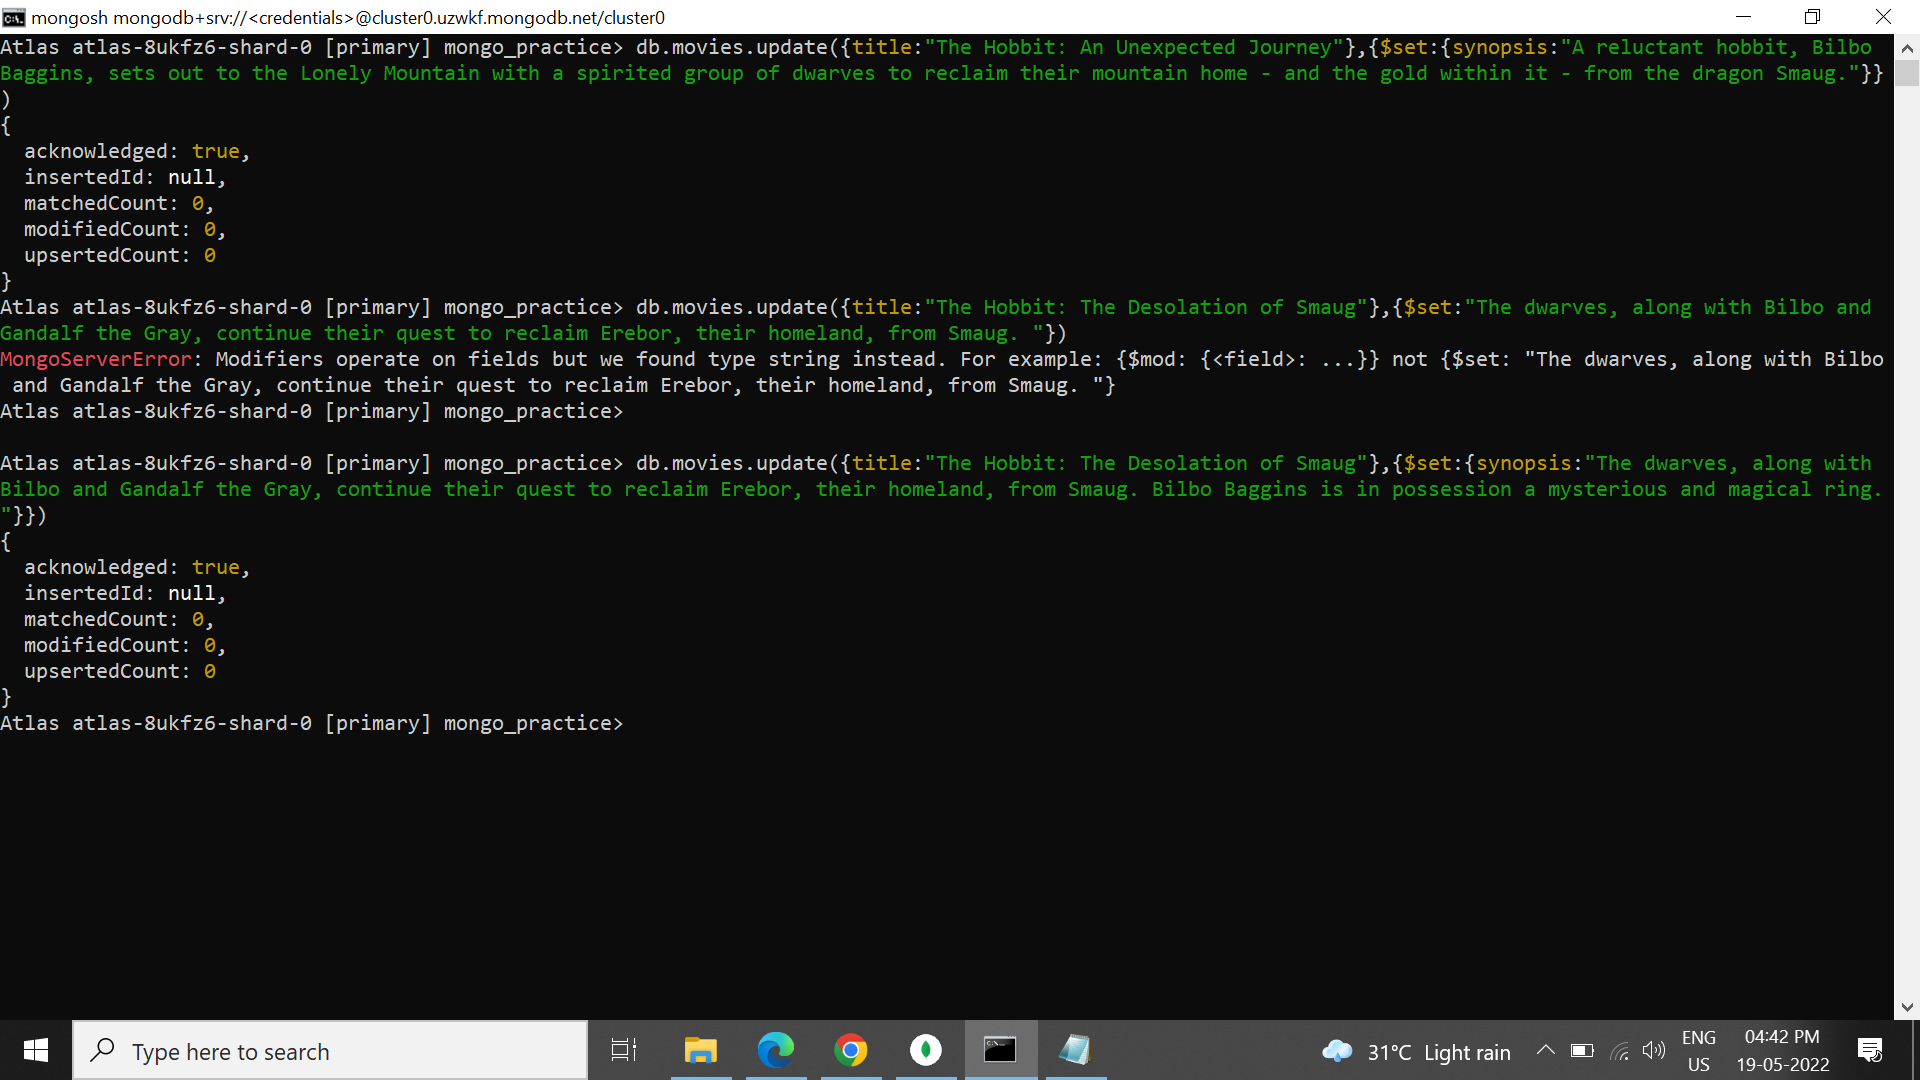 mongosh mongodb+srv://<credentials>@cluster0.uzwkf.mongodb.net/cluster0
Atlas atlas-8ukfz6-shard-0 [primary] mongo_practice> db.movies.update({title:"The Hobbit: An Unexpected Journey"},{$set:{synopsis:"A reluctant hobbit, Bilbo
Baggins, sets out to the Lonely Mountain with a spirited group of dwarves to reclaim their mountain home - and the gold within it - from the dragon Smaug."}}
)
{
  acknowledged: true,
  insertedId: null,
  matchedCount: 0,
  modifiedCount: 0,
  upsertedCount: 0
}
Atlas atlas-8ukfz6-shard-0 [primary] mongo_practice> db.movies.update({title:"The Hobbit: The Desolation of Smaug"},{$set:"The dwarves, along with Bilbo and
Gandalf the Gray, continue their quest to reclaim Erebor, their homeland, from Smaug. "})
MongoServerError: Modifiers operate on fields but we found type string instead. For example: {$mod: {<field>: ...}} not {$set: "The dwarves, along with Bilbo
 and Gandalf the Gray, continue their quest to reclaim Erebor, their homeland, from Smaug. "}
Atlas atlas-8ukfz6-shard-0 [primary] mongo_practice>
Atlas atlas-8ukfz6-shard-0 [primary] mongo_practice> db.movies.update({title:"The Hobbit: The Desolation of Smaug"},{$set:{synopsis:"The dwarves, along with
Bilbo and Gandalf the Gray, continue their quest to reclaim Erebor, their homeland, from Smaug. Bilbo Baggins is in possession a mysterious and magical ring.
"}})
{
  acknowledged: true,
  insertedId: null,
  matchedCount: 0,
  modifiedCount: 0,
  upsertedCount: 0
}
Atlas atlas-8ukfz6-shard-0 [primary] mongo_practice>
Type here to search
31°C Light rain
ENG
US
04:42 PM
19-05-2022